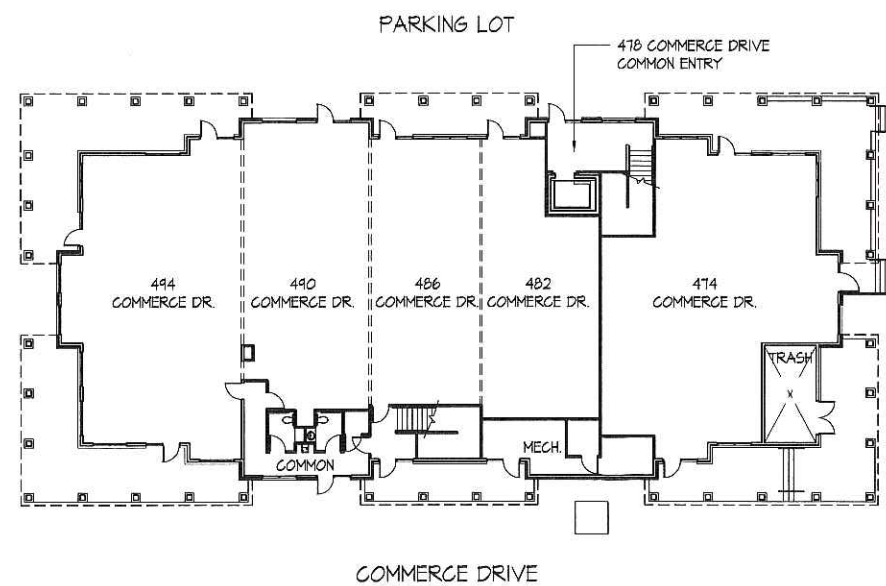 PARKING LOT
478 COMMERCE DRIVE
COMMON ENTRY
494
COMMERCE DR.
490
COMMERCE DR.
486
COMMERCE DR.
482
COMMERCE DR.
474
COMMERCE DR.
TRASH
X
MECH.
COMMON
COMMERCE DRIVE